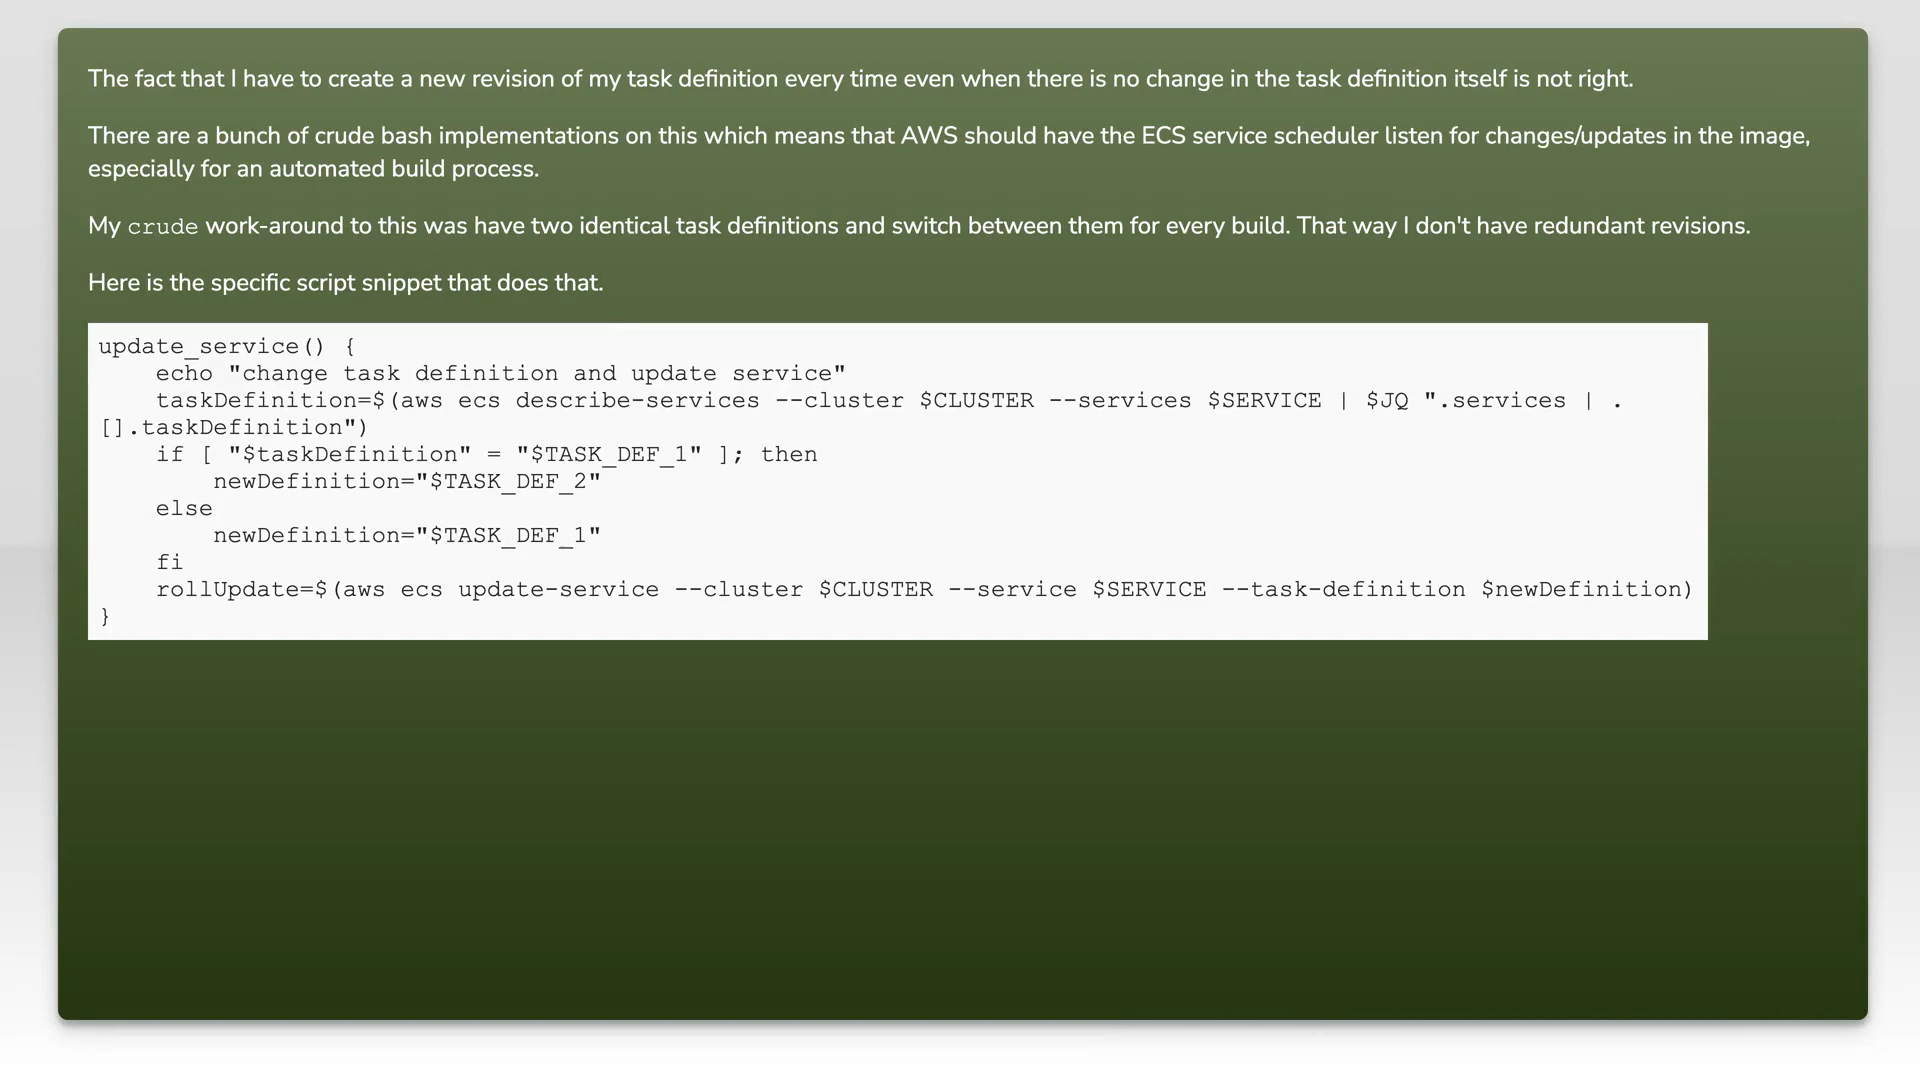 The fact that I have to create a new revision of my task definition every time even when there is no change in the task definition itself is not right.
There are a bunch of crude bash implementations on this which means that AWS should have the ECS service scheduler listen for changes/updates in the image,
especially for an automated build process.
My crude work-around to this was have two identical task definitions and switch between them for every build. That way I don't have redundant revisions.
Here is the specific script snippet that does that.
update_service() {
    echo "change task definition and update service"
    taskDefinition=$(aws ecs describe-services --cluster $CLUSTER --services $SERVICE | $JQ ".services | .
[].taskDefinition")
    if [ "$taskDefinition" = "$TASK_DEF_1" ]; then
        newDefinition="$TASK_DEF_2"
    else
        newDefinition="$TASK_DEF_1"
    fi
    rollUpdate=$(aws ecs update-service --cluster $CLUSTER --service $SERVICE --task-definition $newDefinition)
}